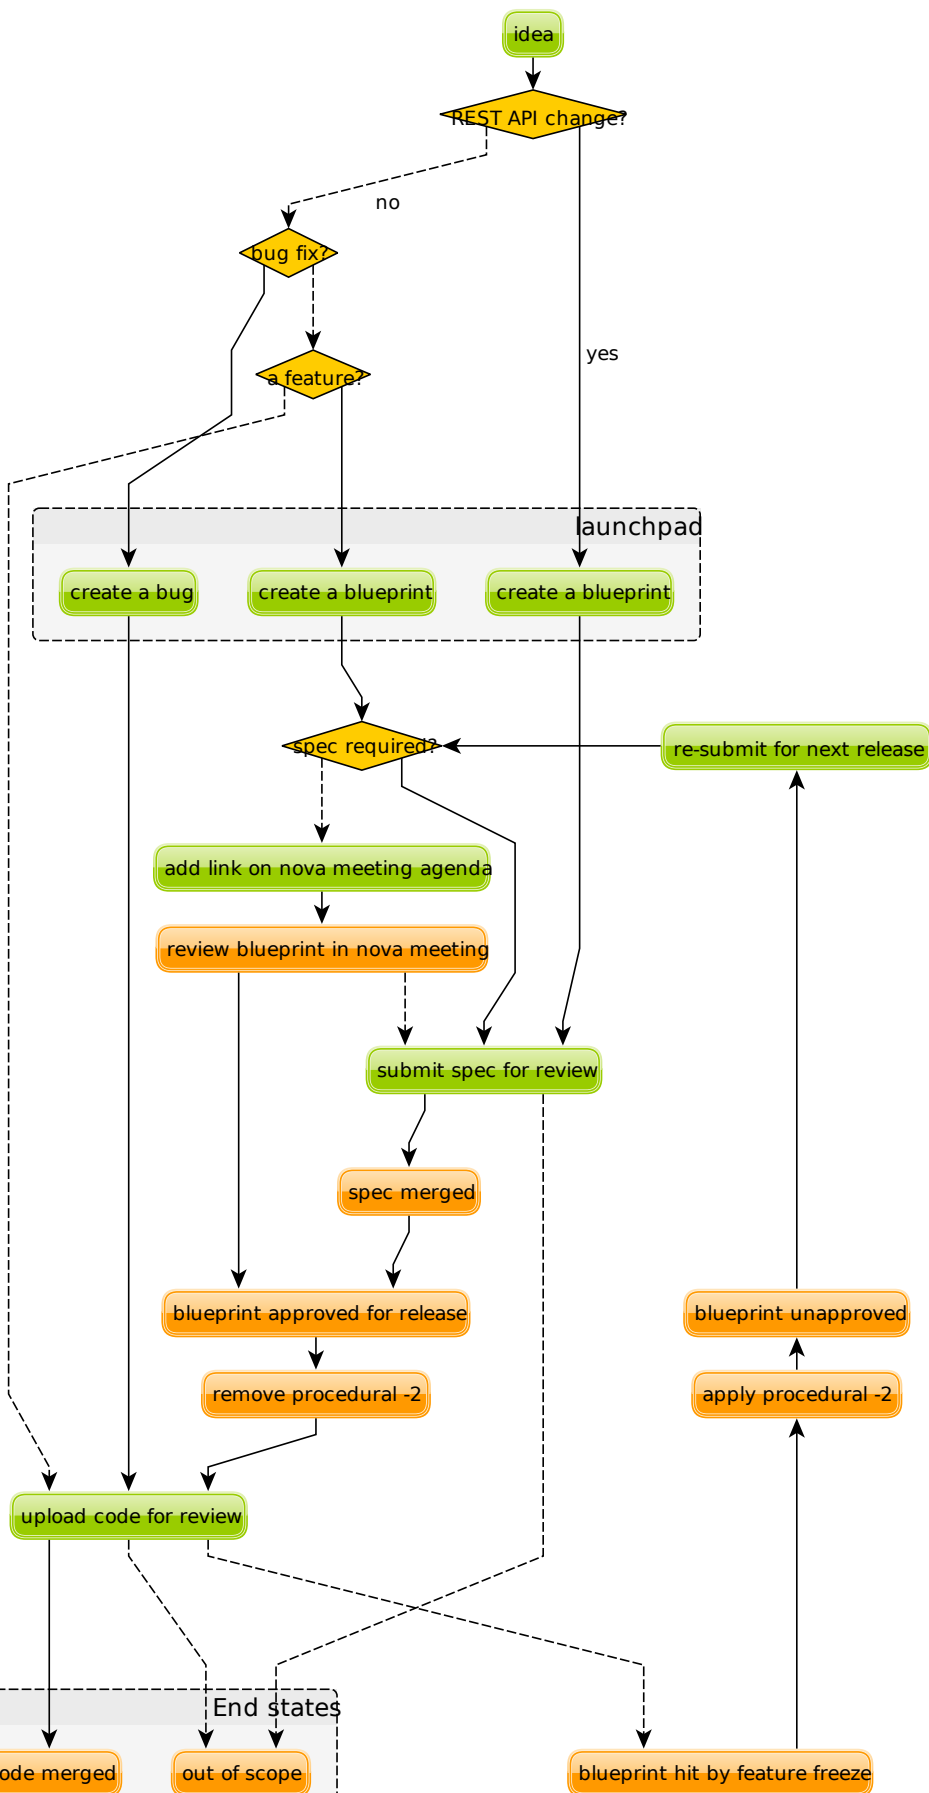 idea
REST API change?
no
bug fix?
yes
a feature?
launchpad
create a bug
create a blueprint
create a blueprint
spec required?
re-submit for next release
add link on nova meeting agenda
review blueprint in nova meeting
submit spec for review
spec merged
blueprint approved for release
blueprint unapproved
remove procedural -2
apply procedural -2
upload code for review
End states
ode merged
out of scope
blueprint hit by feature freeze